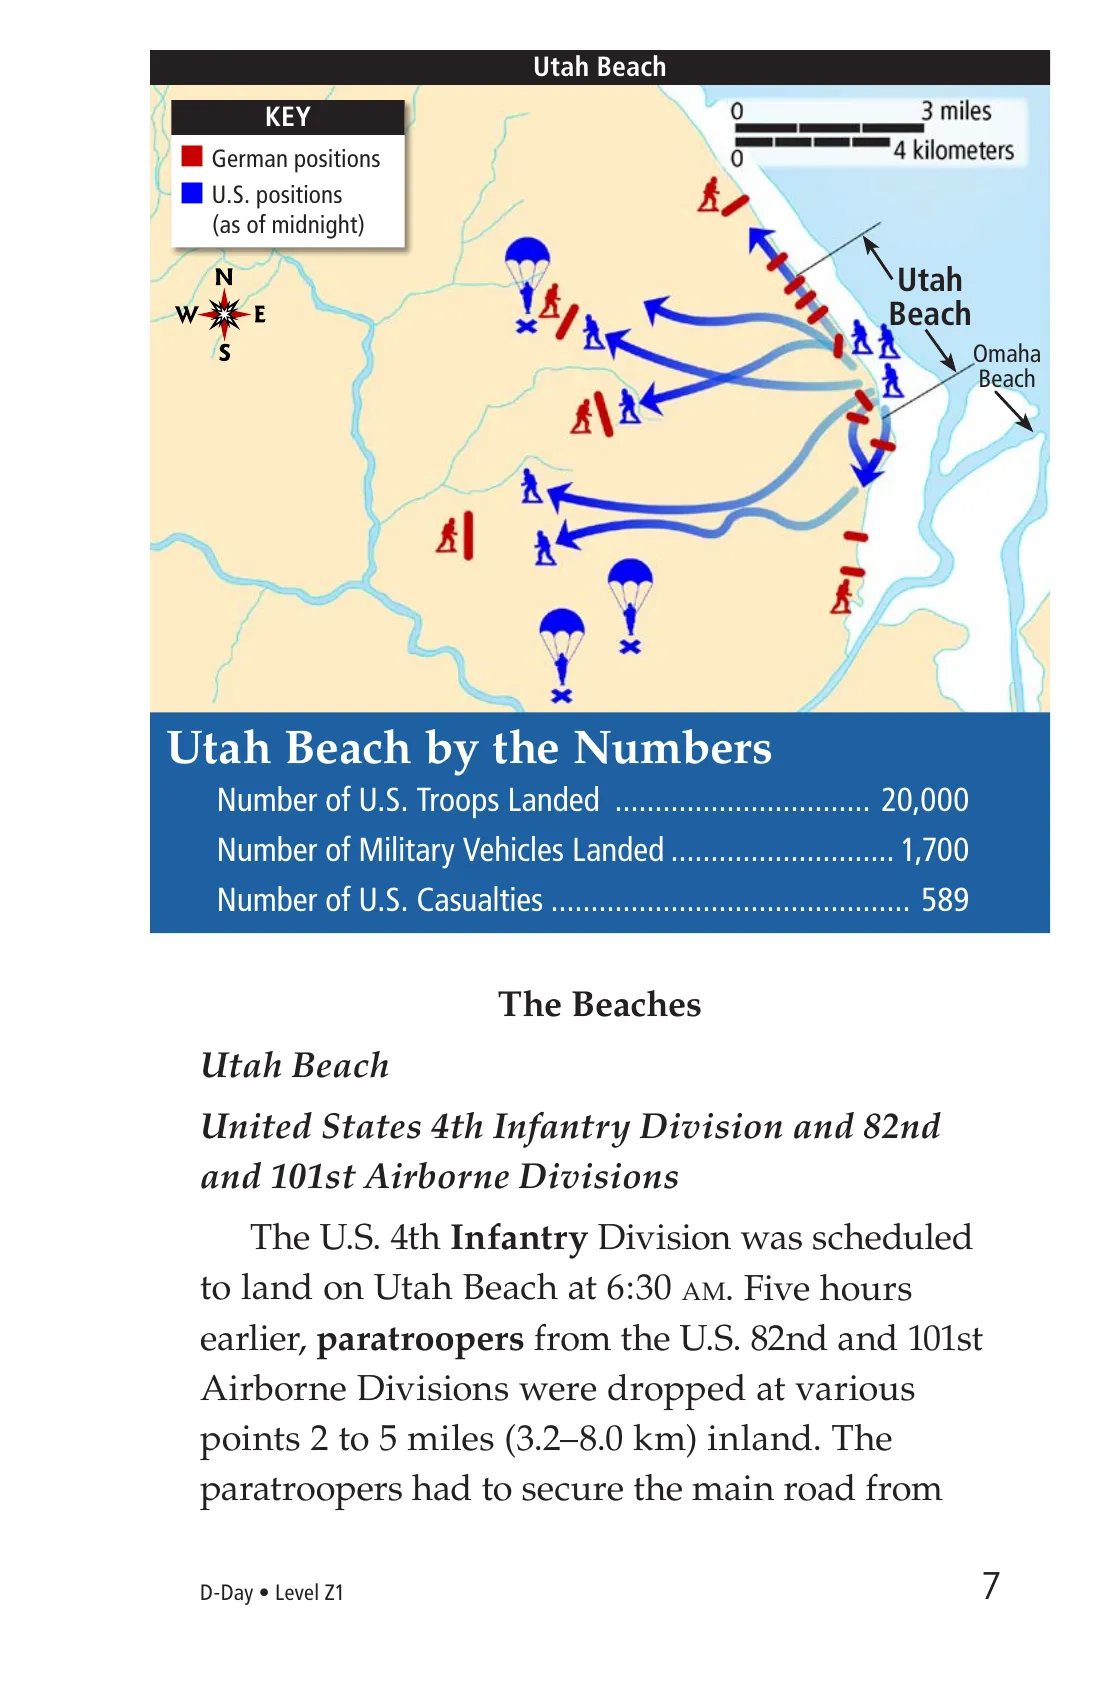 Utah Beach
KEY
German positions
U.S. positions
(as of midnight)
0
3 miles
0
4 kilometers
N
W
E
S
Utah
Beach
Omaha
Beach
Utah Beach by the Numbers
Number of U.S. Troops Landed ................................ 20,000
Number of Military Vehicles Landed ............................ 1,700
Number of U.S. Casualties ............................................. 589
The Beaches
Utah Beach
United States 4th Infantry Division and 82nd
and 101st Airborne Divisions
The U.S. 4th Infantry Division was scheduled
to land on Utah Beach at 6:30 AM. Five hours
earlier, paratroopers from the U.S. 82nd and 101st
Airborne Divisions were dropped at various
points 2 to 5 miles (3.2–8.0 km) inland. The
paratroopers had to secure the main road from
D-Day • Level Z1
7